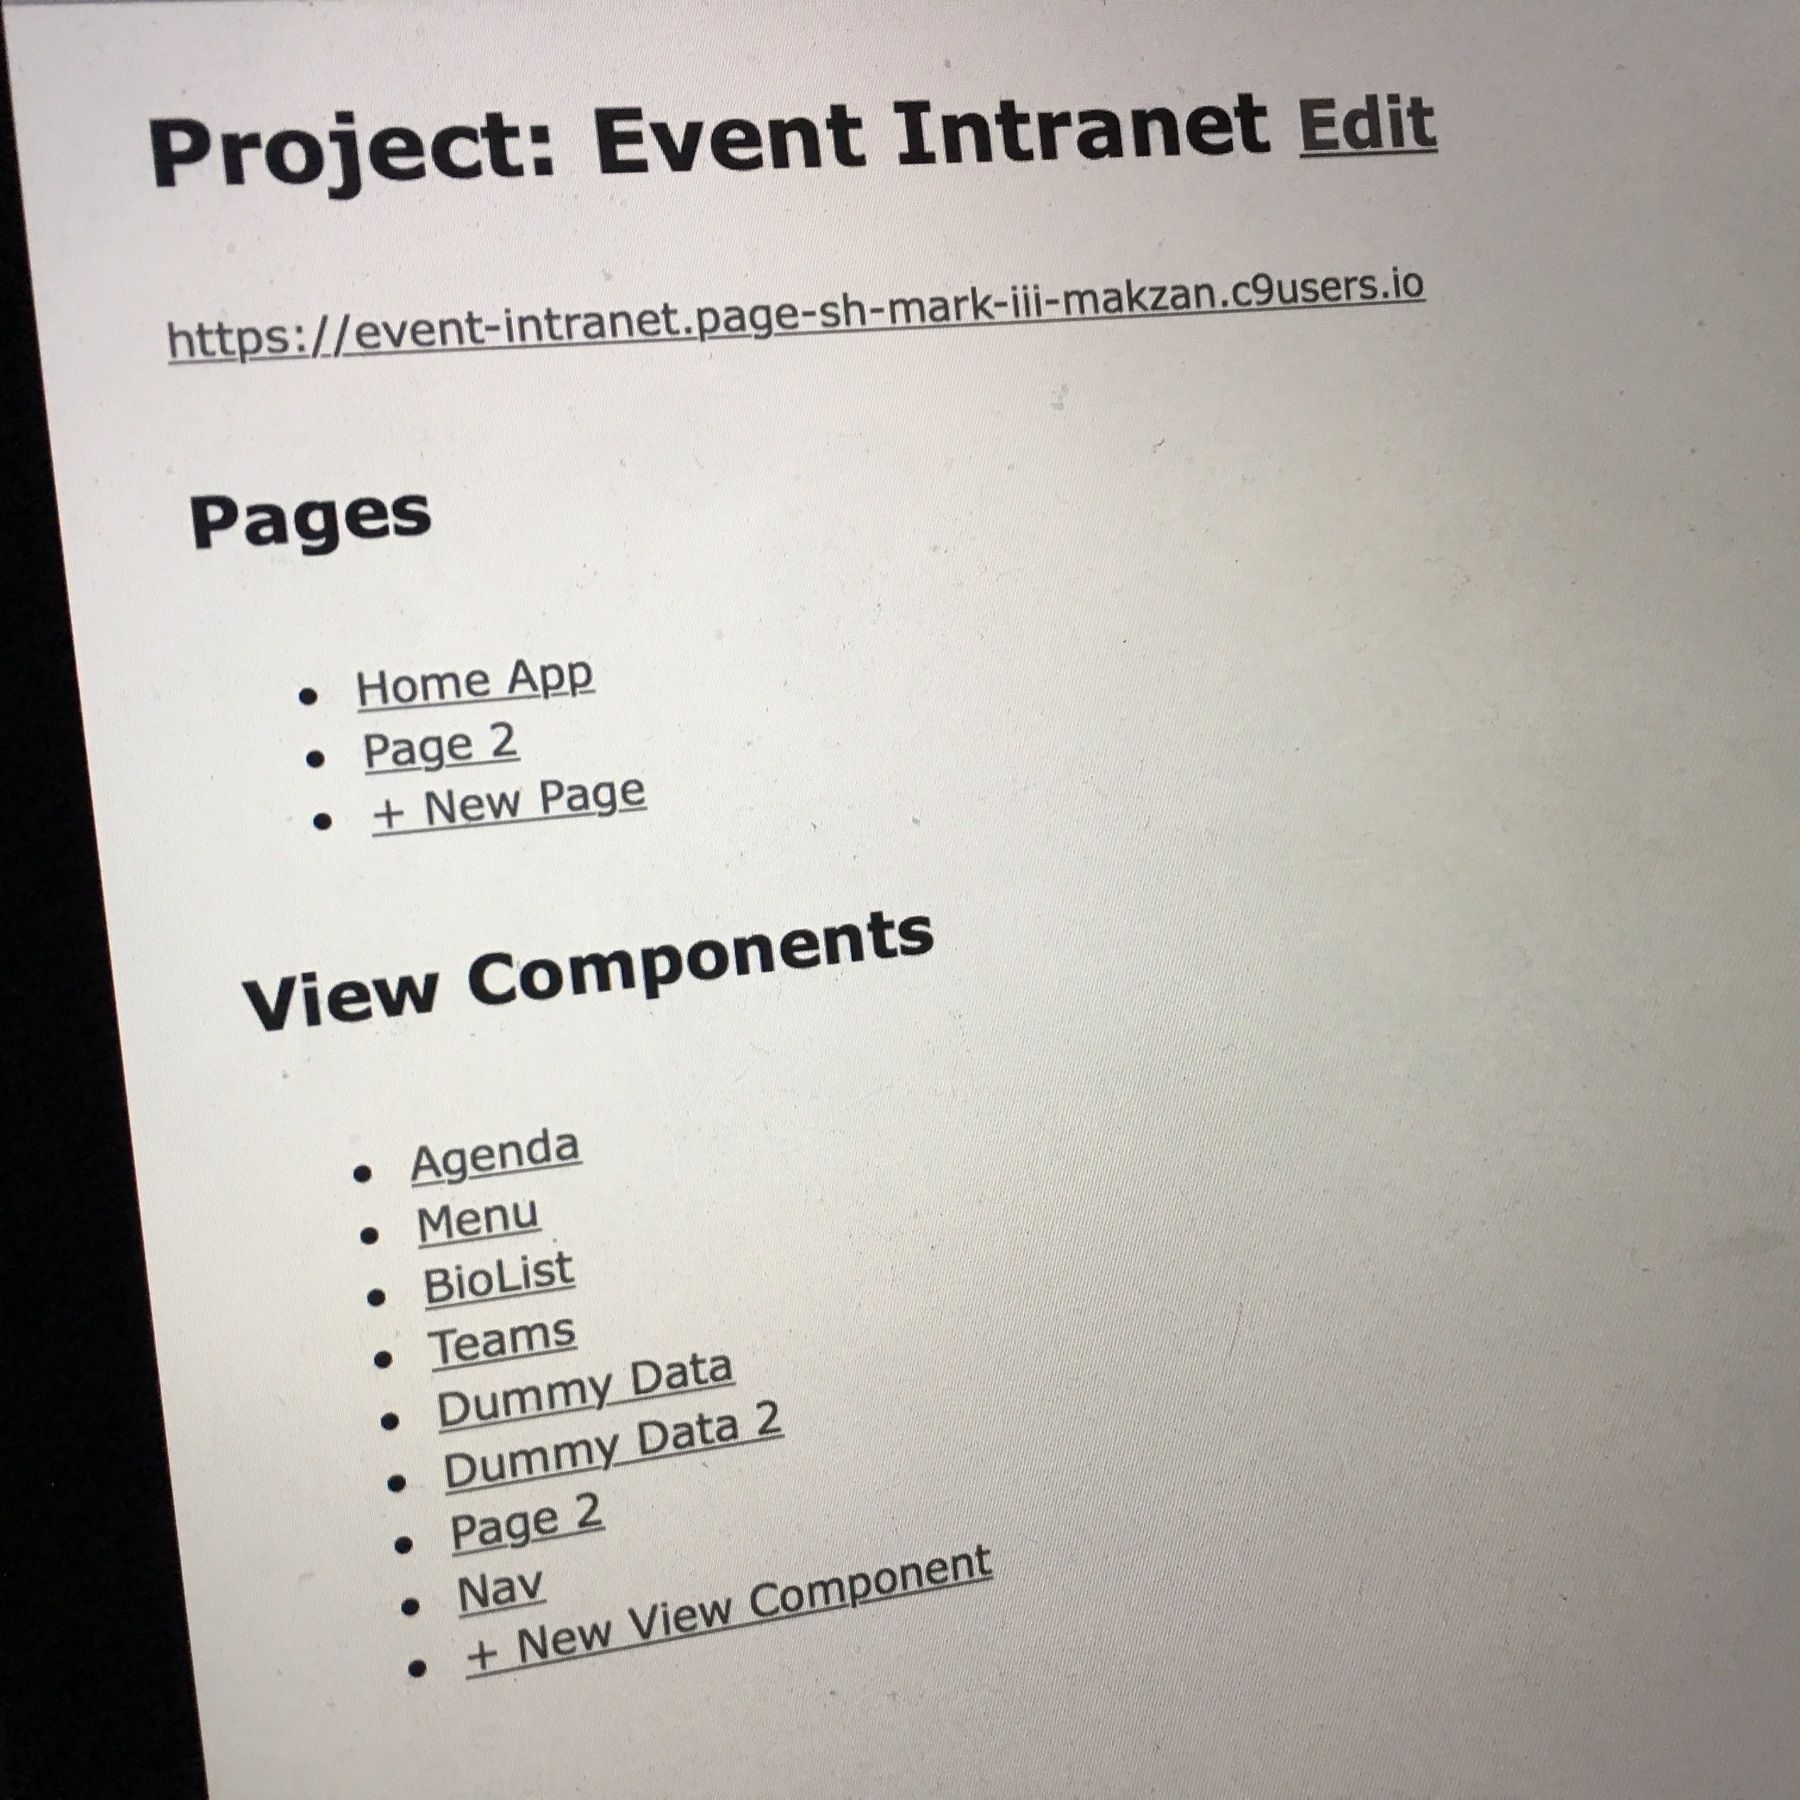 Project: Event Intranet Edit
https://event-intranet.page-sh-mark-iii-makzan.c9users.io
Pages
Home App
Page 2
+ New Page
View Components
Agenda
Menu
BioList
Teams
Dummy Data
Dummy Data 2
Page 2
Nav
+ New View Component